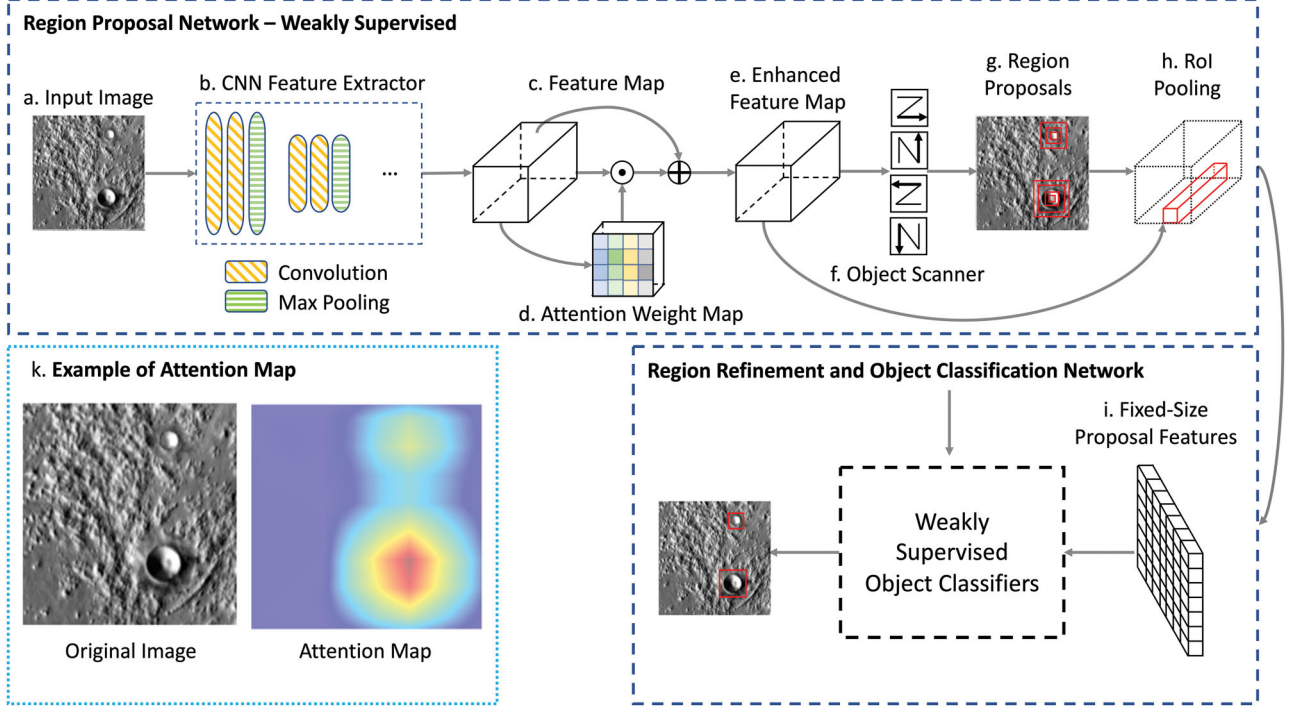 Region Proposal Network – Weakly Supervised
a. Input Image
b. CNN Feature Extractor
...
Convolution
Max Pooling
c. Feature Map
d. Attention Weight Map
e. Enhanced
Feature Map
f. Object Scanner
g. Region
Proposals
h. RoI
Pooling
k. Example of Attention Map
Original Image
Attention Map
Region Refinement and Object Classification Network
i. Fixed-Size
Proposal Features
Weakly
Supervised
Object Classifiers